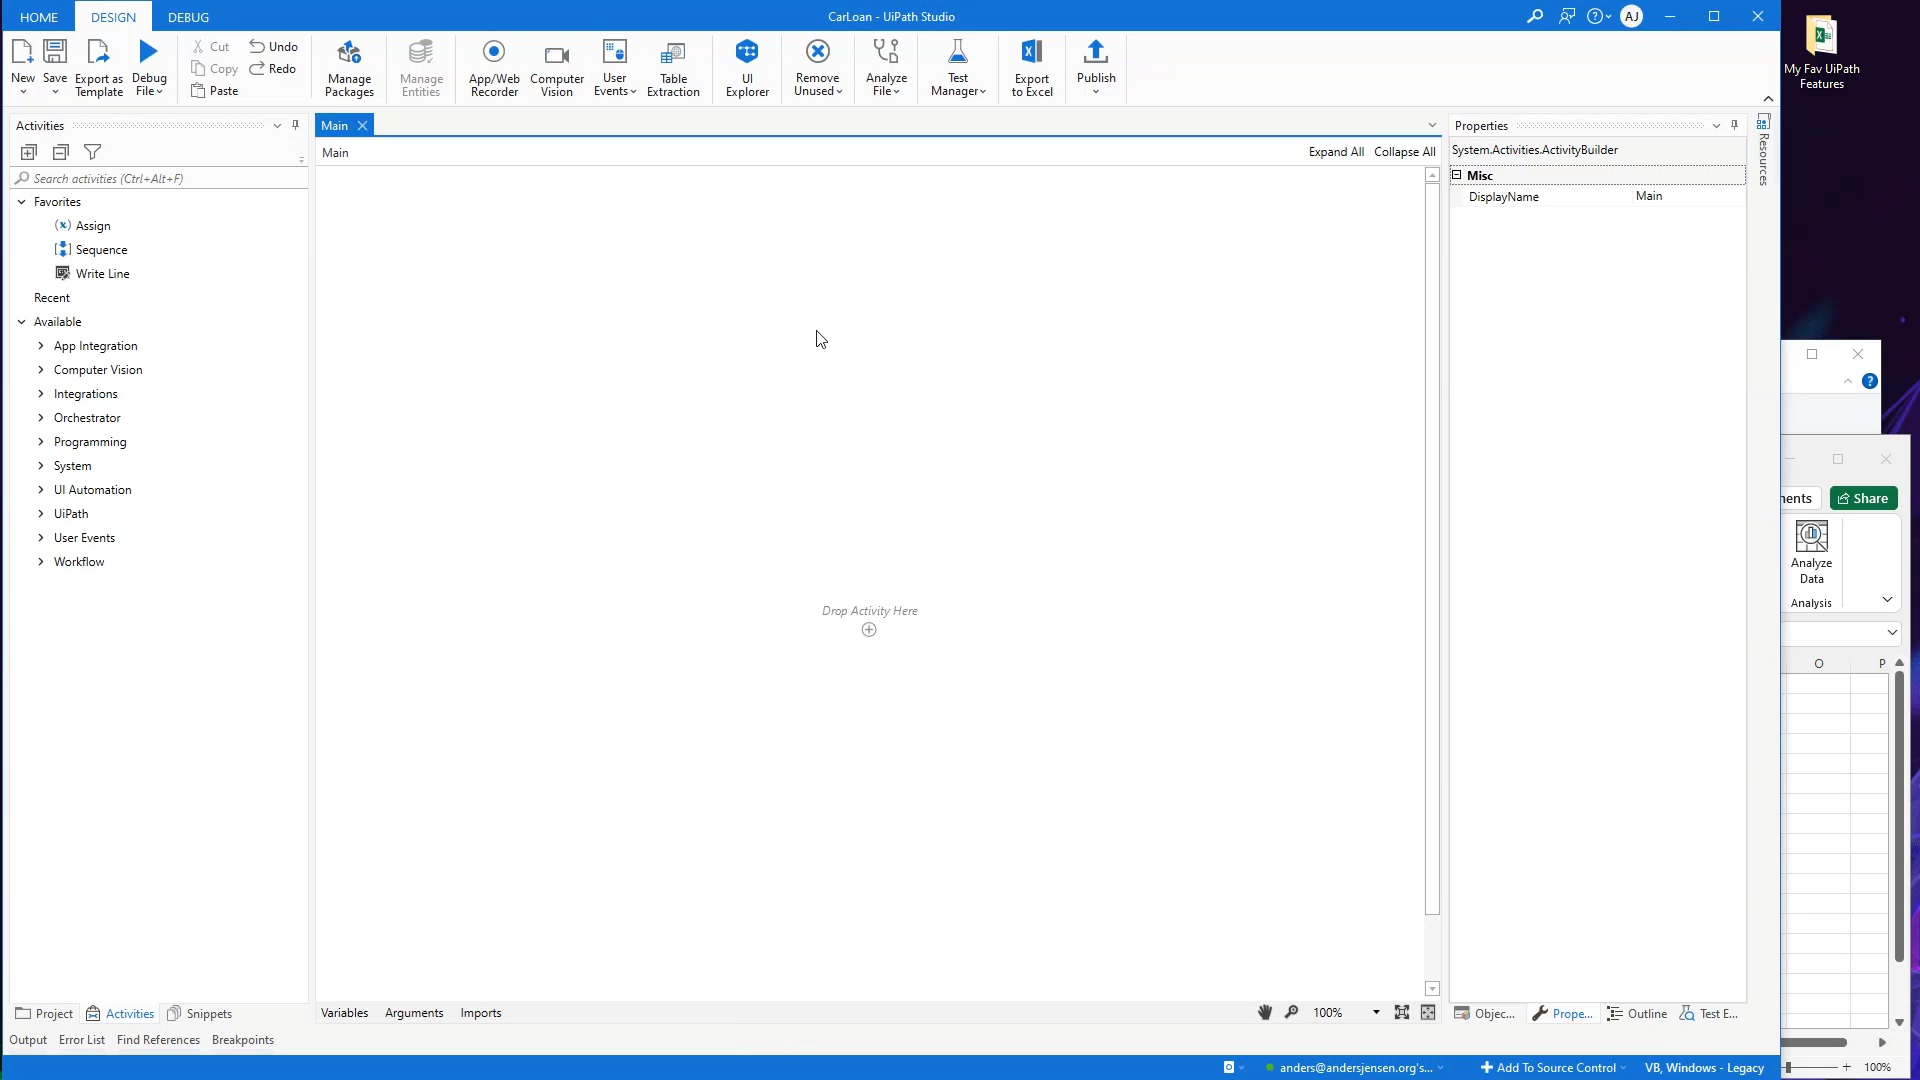 HOME DESIGN DEBUG CarLoan - UiPath Studio AJ
New Save Export as Template Debug File Cut Copy Paste Undo Redo Manage Packages Manage Entities App/Web Recorder Computer Vision User Events Table Extraction UI Explorer Remove Unused Analyze File Test Manager Export to Excel Publish
My Fav UiPath
Features
Activities
Main
Properties
Resources
Main Expand All Collapse All
System.Activities.ActivityBuilder
Search activities (Ctrl+Alt+F)
Misc
DisplayName Main
Favorites
Assign
Sequence
Write Line
Recent
Available
App Integration
Computer Vision
Integrations
Orchestrator
Programming
System
UI Automation
UiPath
User Events
Workflow
Drop Activity Here
ments Share
Analyze
Data
Analysis
O P
Project Activities Snippets
Variables Arguments Imports 100%
Objec... Prope... Outline Test E...
Output Error List Find References Breakpoints
anders@andersjensen.org's... Add To Source Control VB, Windows - Legacy
100%